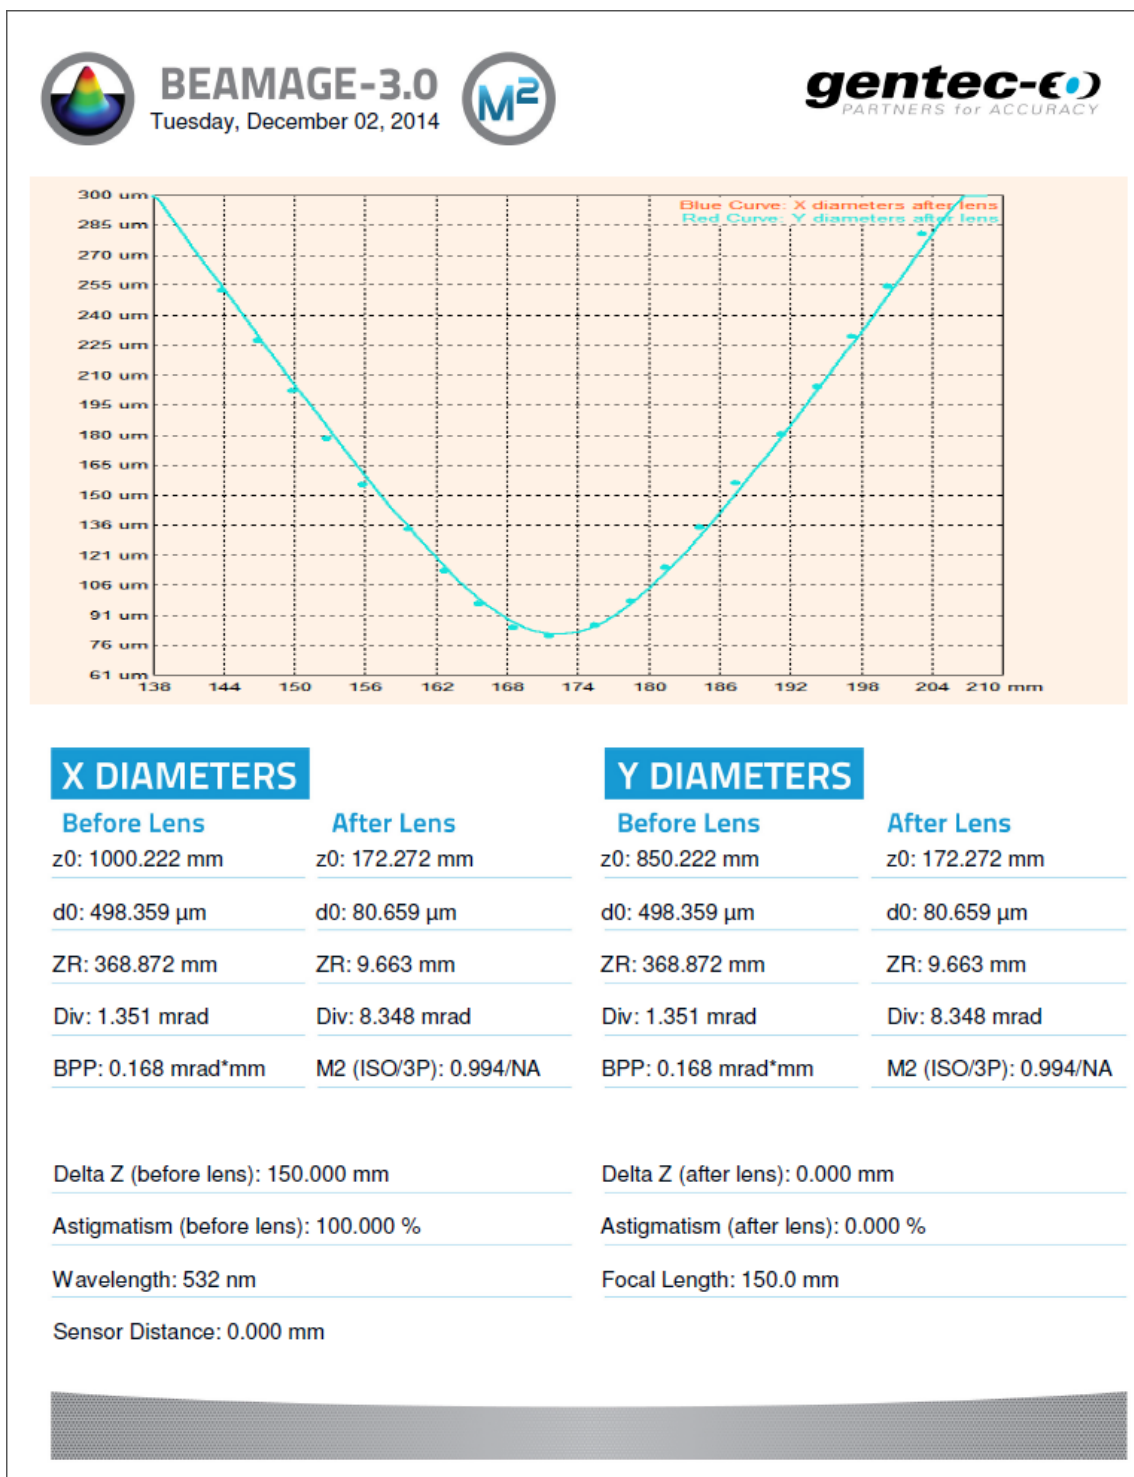 BEAMAGE-3.0
Tuesday, December 02, 2014
M²
gentec-EO
PARTNERS for ACCURACY
300 um
285 um
270 um
255 um
240 um
225 um
210 um
195 um
180 um
165 um
150 um
136 um
121 um
106 um
91 um
76 um
61 um
Blue Curve: X diameters after lens
Red Curve: Y diameters after lens
138 144 150 156 162 168 174 180 186 192 198 204 210 mm
X DIAMETERS
Before Lens After Lens
z0: 1000.222 mm z0: 172.272 mm
d0: 498.359 µm d0: 80.659 µm
ZR: 368.872 mm ZR: 9.663 mm
Div: 1.351 mrad Div: 8.348 mrad
BPP: 0.168 mrad*mm M2 (ISO/3P): 0.994/NA
Y DIAMETERS
Before Lens After Lens
z0: 850.222 mm z0: 172.272 mm
d0: 498.359 µm d0: 80.659 µm
ZR: 368.872 mm ZR: 9.663 mm
Div: 1.351 mrad Div: 8.348 mrad
BPP: 0.168 mrad*mm M2 (ISO/3P): 0.994/NA
Delta Z (before lens): 150.000 mm
Delta Z (after lens): 0.000 mm
Astigmatism (before lens): 100.000 %
Astigmatism (after lens): 0.000 %
Wavelength: 532 nm
Focal Length: 150.0 mm
Sensor Distance: 0.000 mm